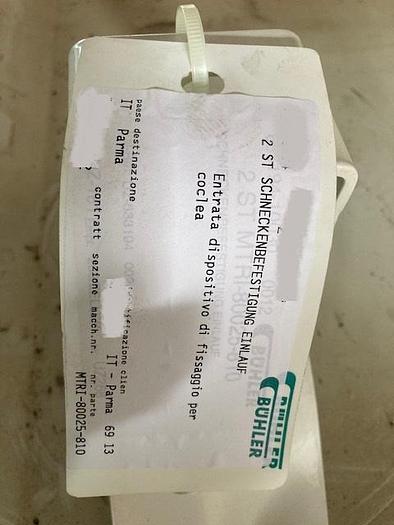 BÜHLER
2 ST SCHNECKENBEFESTIGUNG EINLAUF
Entrata dispositivo di fissaggio per
coclea
paese destinazione
IT Parma
IT - Parma 69 13
contratt sezione macch.nr. nr. parte
MTRI-80025-810